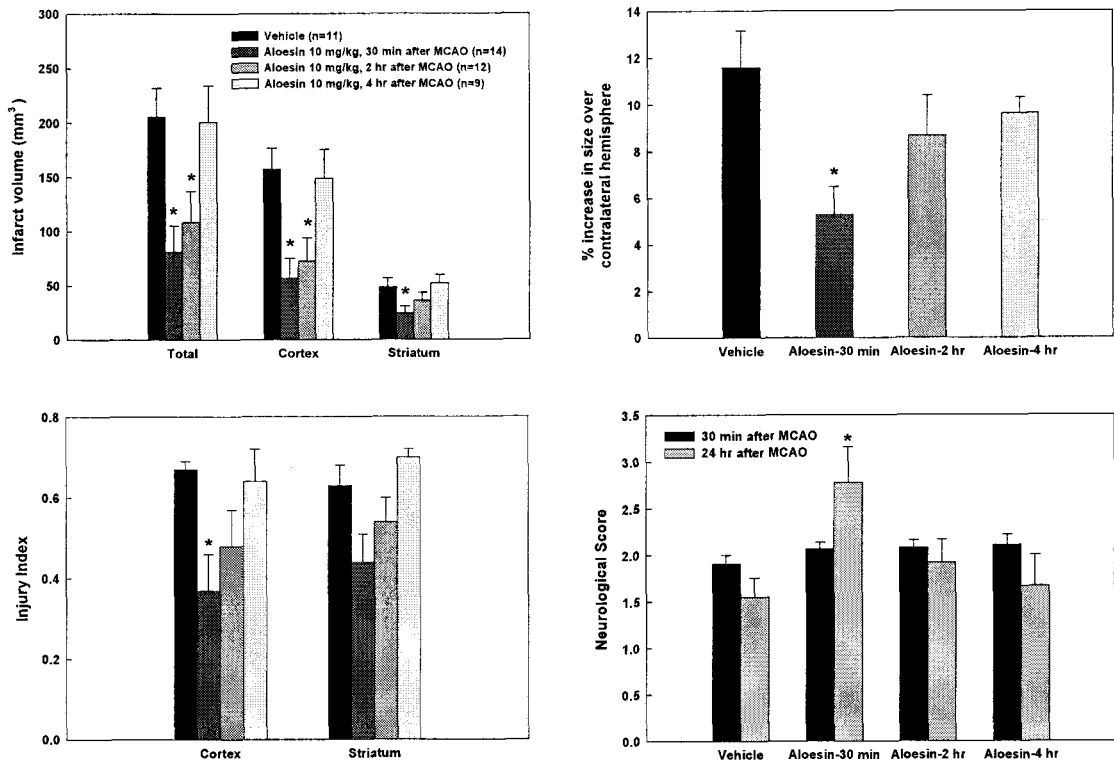 300
250
200
150
100
50
0
Infarct volume (mm³)
Vehicle (n=11)
Aloesin 10 mg/kg, 30 min after MCAO (n=14)
Aloesin 10 mg/kg, 2 hr after MCAO (n=12)
Aloesin 10 mg/kg, 4 hr after MCAO (n=9)
* * * * *
Total Cortex Striatum
14
12
10
8
6
4
2
0
% increase in size over
contralateral hemisphere
*
Vehicle Aloesin-30 min Aloesin-2 hr Aloesin-4 hr
0.8
0.6
0.4
0.2
0.0
Injury Index
*
Cortex Striatum
3.5
3.0
2.5
2.0
1.5
1.0
0.5
0.0
Neurological Score
30 min after MCAO
24 hr after MCAO
*
Vehicle Aloesin-30 min Aloesin-2 hr Aloesin-4 hr